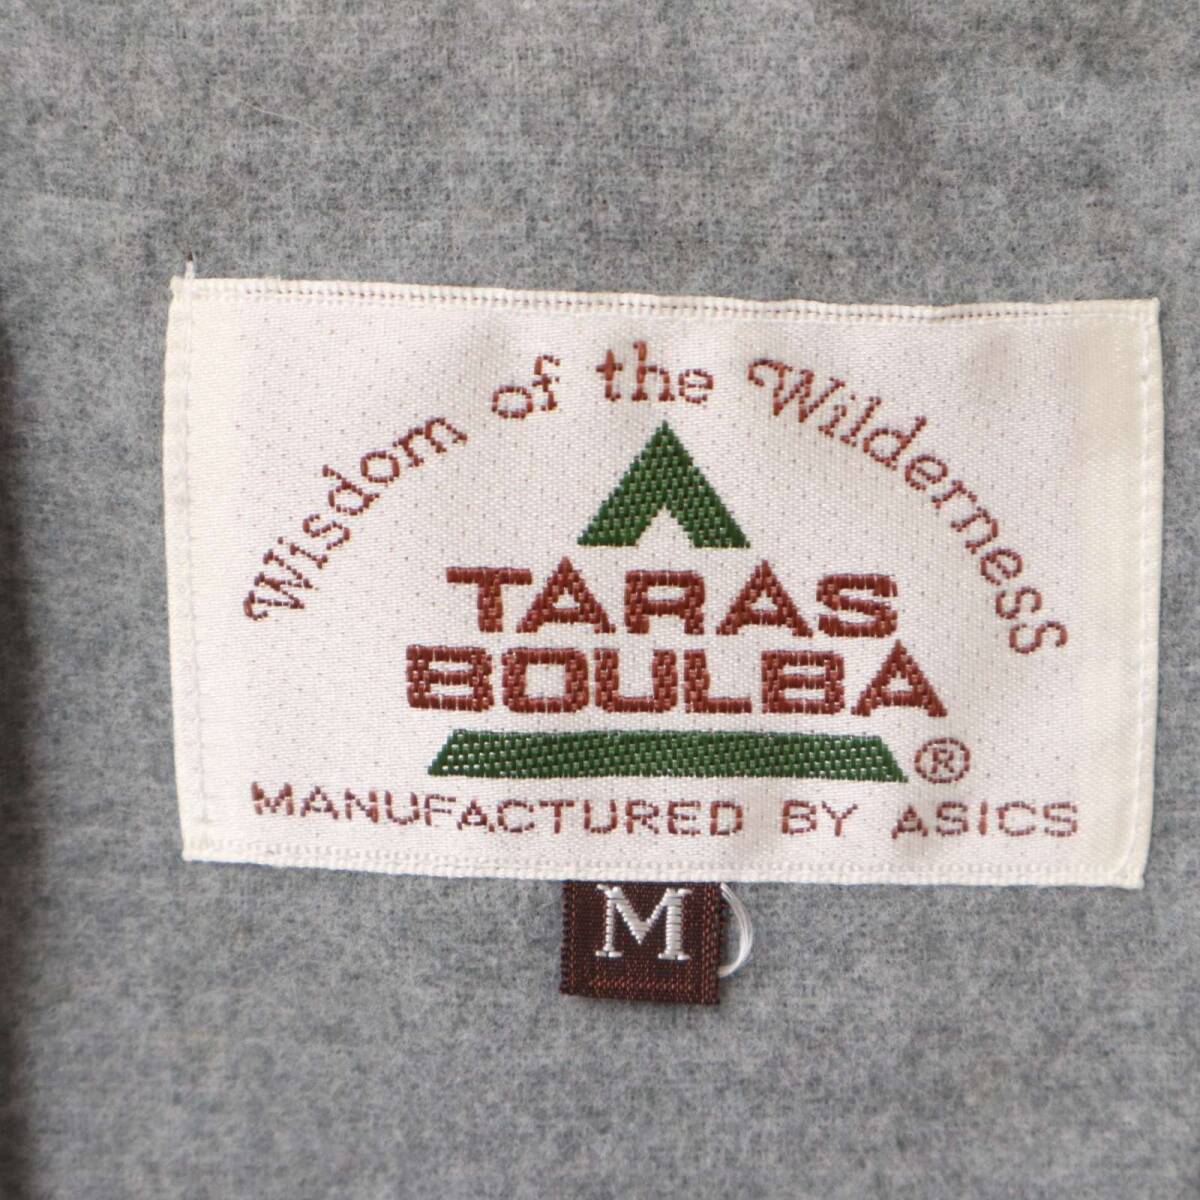 Wisdom of the Wilderness
TARAS
BOULBA
®
MANUFACTURED BY ASICS
M